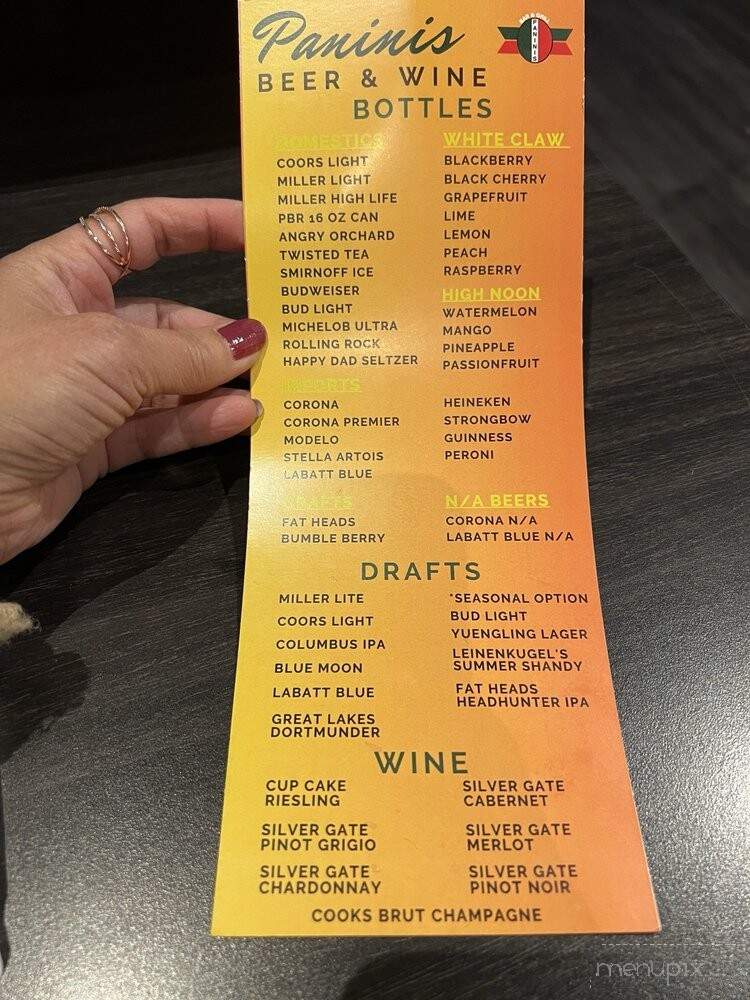 Paninis
BAR & GRILL
PANINIS
BEER & WINE
BOTTLES
DOMESTICS
COORS LIGHT
MILLER LIGHT
MILLER HIGH LIFE
PBR 16 OZ CAN
ANGRY ORCHARD
TWISTED TEA
SMIRNOFF ICE
BUDWEISER
BUD LIGHT
MICHELOB ULTRA
ROLLING ROCK
HAPPY DAD SELTZER
WHITE CLAW
BLACKBERRY
BLACK CHERRY
GRAPEFRUIT
LIME
LEMON
PEACH
RASPBERRY
HIGH NOON
WATERMELON
MANGO
PINEAPPLE
PASSIONFRUIT
IMPORTS
CORONA
CORONA PREMIER
MODELO
STELLA ARTOIS
LABATT BLUE
HEINEKEN
STRONGBOW
GUINNESS
PERONI
CRAFTS
FAT HEADS
BUMBLE BERRY
N/A BEERS
CORONA N/A
LABATT BLUE N/A
DRAFTS
MILLER LITE
COORS LIGHT
COLUMBUS IPA
BLUE MOON
LABATT BLUE
GREAT LAKES
DORTMUNDER
*SEASONAL OPTION
BUD LIGHT
YUENGLING LAGER
LEINENKUGEL'S
SUMMER SHANDY
FAT HEADS
HEADHUNTER IPA
WINE
CUP CAKE
RIESLING
SILVER GATE
PINOT GRIGIO
SILVER GATE
CHARDONNAY
SILVER GATE
CABERNET
SILVER GATE
MERLOT
SILVER GATE
PINOT NOIR
COOKS BRUT CHAMPAGNE
menupix